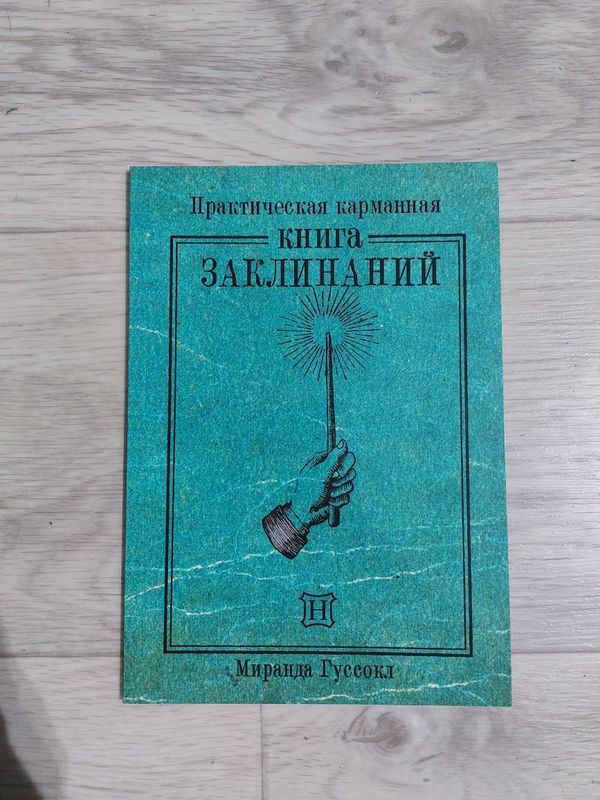 Практическая карманная
КНИГА
ЗАКЛИНАНИЙ
Н
Миранда Гуссокл